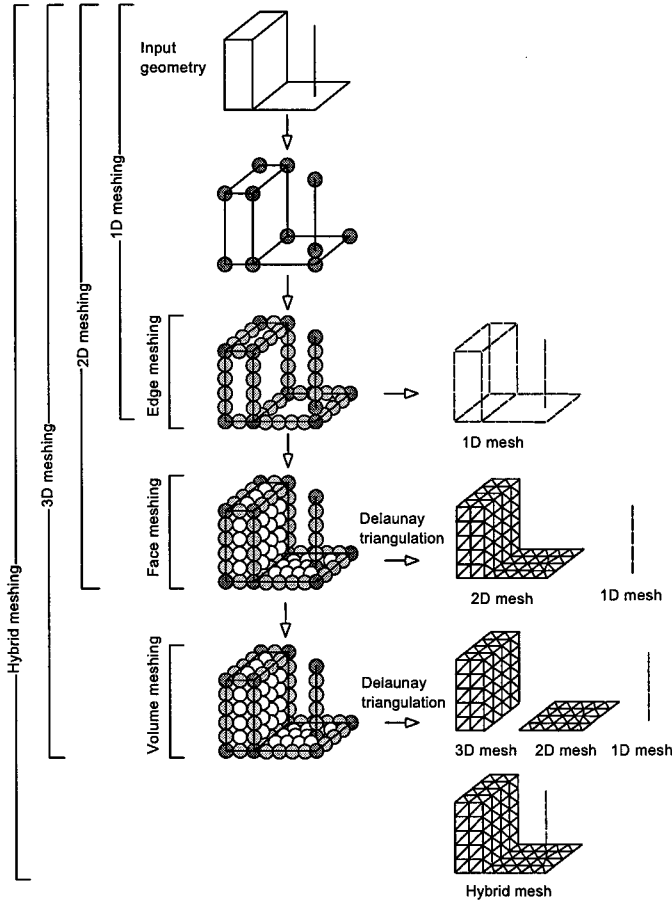 Input
geometry
1D meshing
2D meshing
3D meshing
Hybrid meshing
Edge meshing
1D mesh
Face meshing
Delaunay
triangulation
2D mesh
1D mesh
Volume meshing
Delaunay
triangulation
3D mesh
2D mesh
1D mesh
Hybrid mesh